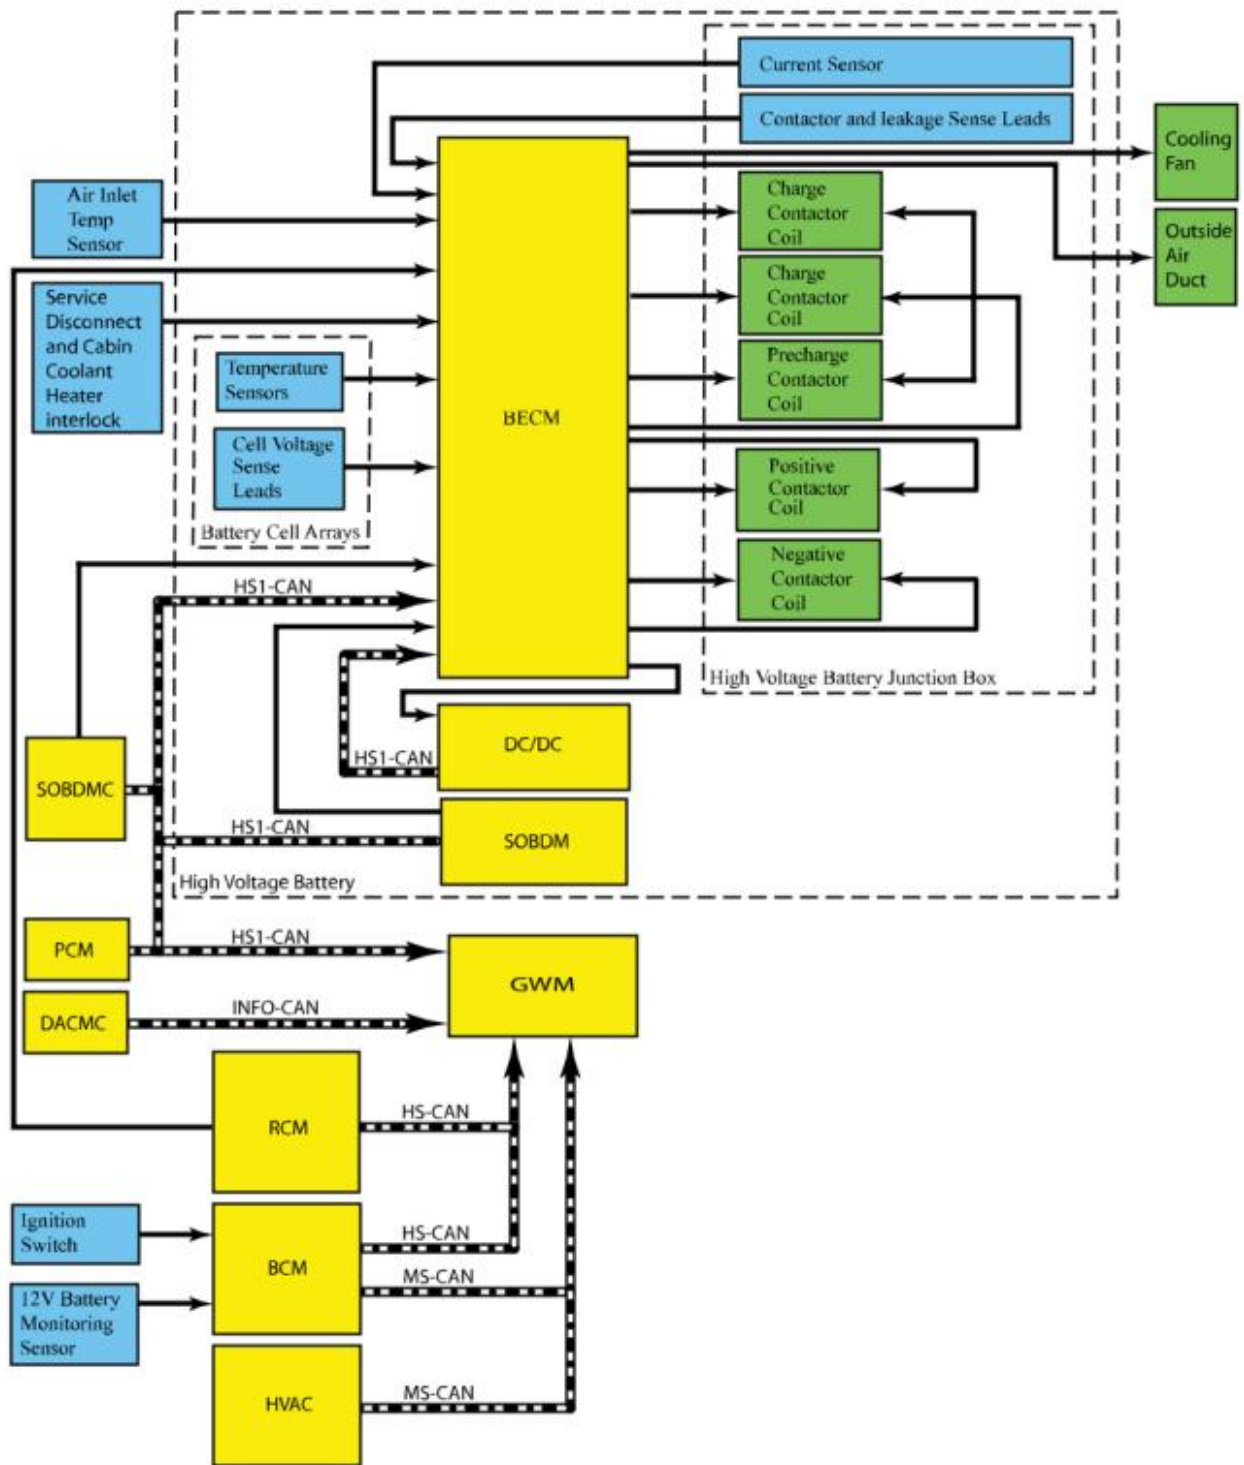 Current Sensor
Contactor and leakage Sense Leads
Cooling
Fan
Air Inlet
Temp
Sensor
Charge
Contactor
Coil
Outside
Air
Duct
Service
Disconnect
and Cabin
Coolant
Heater
interlock
Charge
Contactor
Coil
Temperature
Sensors
Precharge
Contactor
Coil
BECM
Cell Voltage
Sense
Leads
Positive
Contactor
Coil
Battery Cell Arrays
Negative
Contactor
Coil
HS1-CAN
High Voltage Battery Junction Box
DC/DC
HS1-CAN
SOBDMC
HS1-CAN
SOBDM
High Voltage Battery
PCM
HS1-CAN
GWM
DACMC
INFO-CAN
RCM
HS-CAN
Ignition
Switch
HS-CAN
BCM
MS-CAN
12V Battery
Monitoring
Sensor
HVAC
MS-CAN